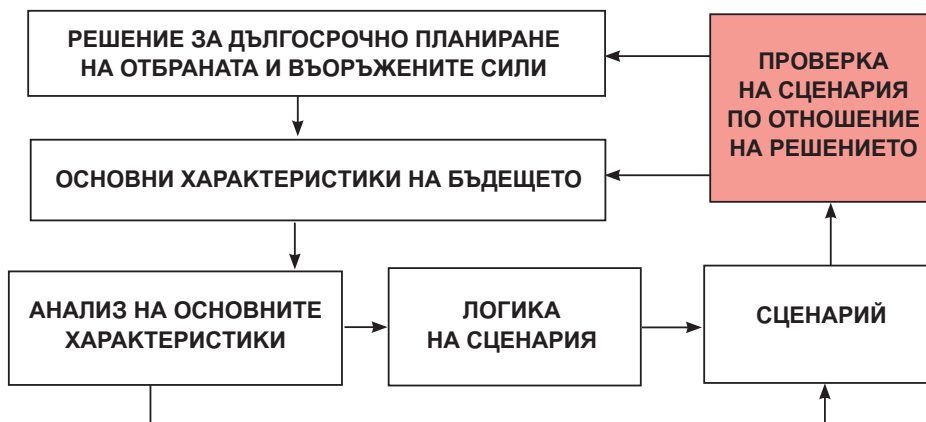 РЕШЕНИЕ ЗА ДЪЛГОСРОЧНО ПЛАНИРАНЕ
НА ОТБРАНАТА И ВЪОРЪЖЕНИТЕ СИЛИ
ПРОВЕРКА
НА СЦЕНАРИЯ
ПО ОТНОШЕНИЕ
НА РЕШЕНИЕТО
ОСНОВНИ ХАРАКТЕРИСТИКИ НА БЪДЕЩЕТО
АНАЛИЗ НА ОСНОВНИТЕ
ХАРАКТЕРИСТИКИ
ЛОГИКА
НА СЦЕНАРИЯ
СЦЕНАРИЙ